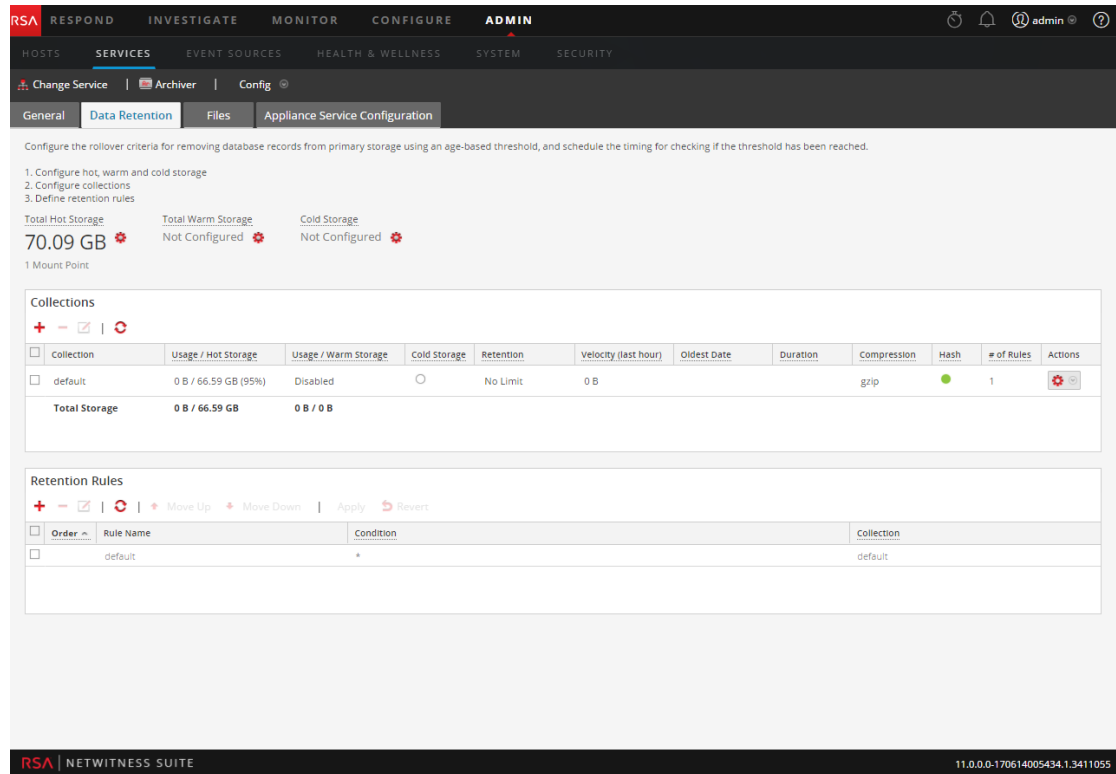 RSA RESPOND INVESTIGATE MONITOR CONFIGURE ADMIN admin ?
HOSTS SERVICES EVENT SOURCES HEALTH & WELLNESS SYSTEM SECURITY
Change Service | Archiver | Config
General Data Retention Files Appliance Service Configuration
Configure the rollover criteria for removing database records from primary storage using an age-based threshold, and schedule the timing for checking if the threshold has been reached.
1. Configure hot, warm and cold storage
2. Configure collections
3. Define retention rules
Total Hot Storage Total Warm Storage Cold Storage
70.09 GB Not Configured Not Configured
1 Mount Point
Collections
Collection Usage / Hot Storage Usage / Warm Storage Cold Storage Retention Velocity (last hour) Oldest Date Duration Compression Hash # of Rules Actions
default 0 B / 66.59 GB (95%) Disabled No Limit 0 B gzip 1
Total Storage 0 B / 66.59 GB 0 B / 0 B
Retention Rules
Move Up Move Down | Apply Revert
Order Rule Name Condition Collection
default * default
RSA | NETWITNESS SUITE 11.0.0.0-170614005434.1.3411055